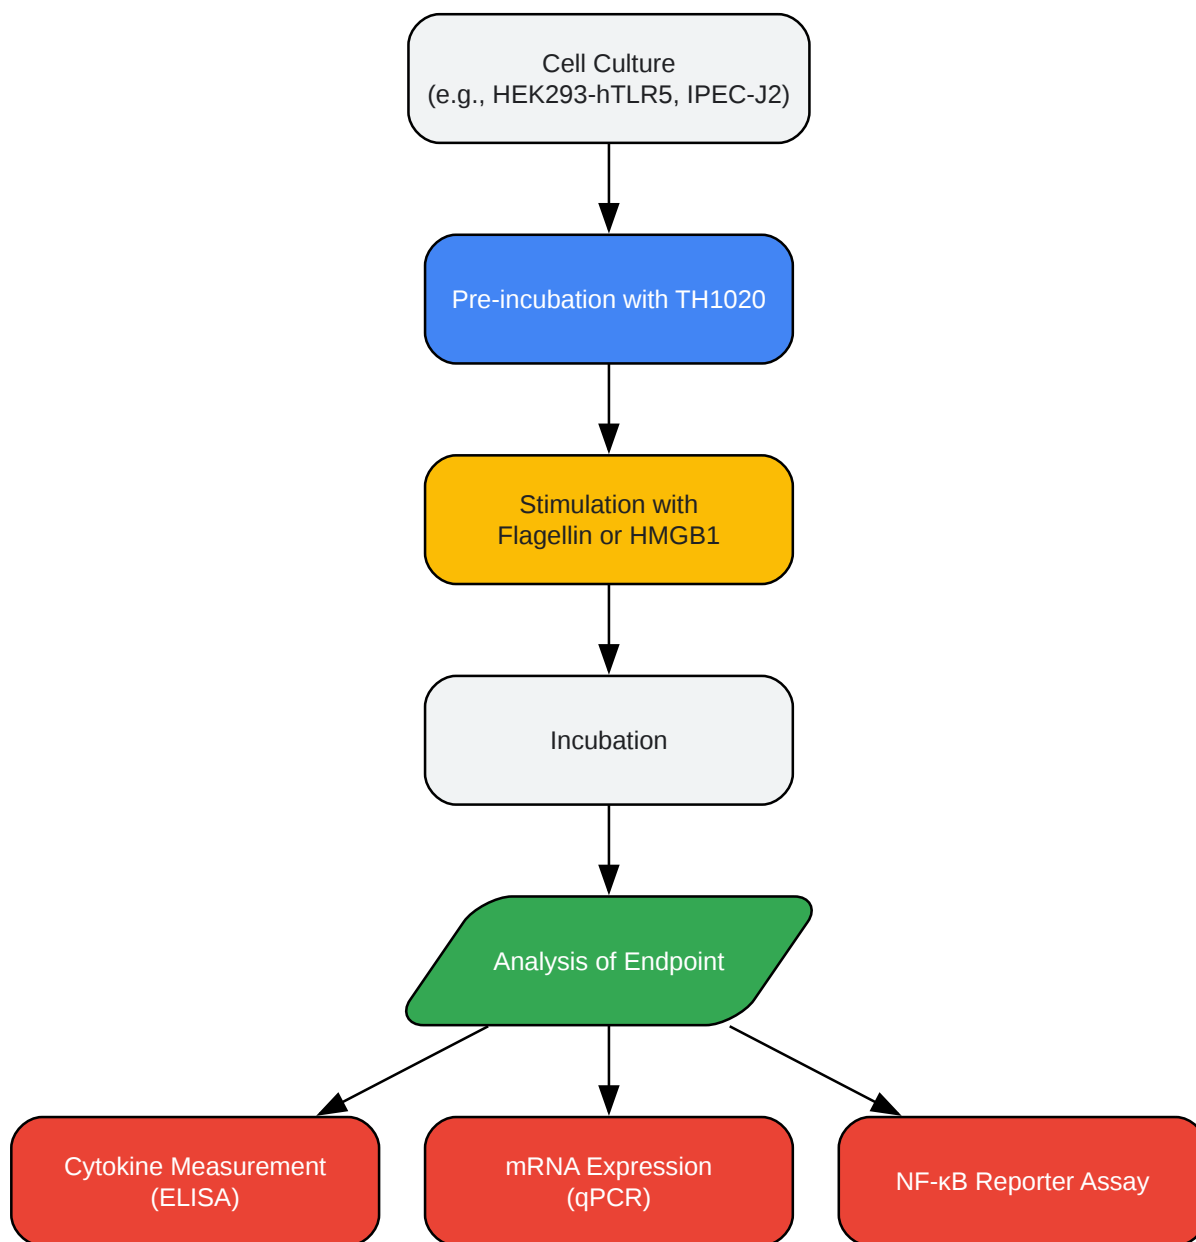 Cell Culture
(e.g., HEK293-hTLR5, IPEC-J2)
Pre-incubation with TH1020
Stimulation with
Flagellin or HMGB1
Incubation
Analysis of Endpoint
Cytokine Measurement
(ELISA)
mRNA Expression
(qPCR)
NF-κB Reporter Assay